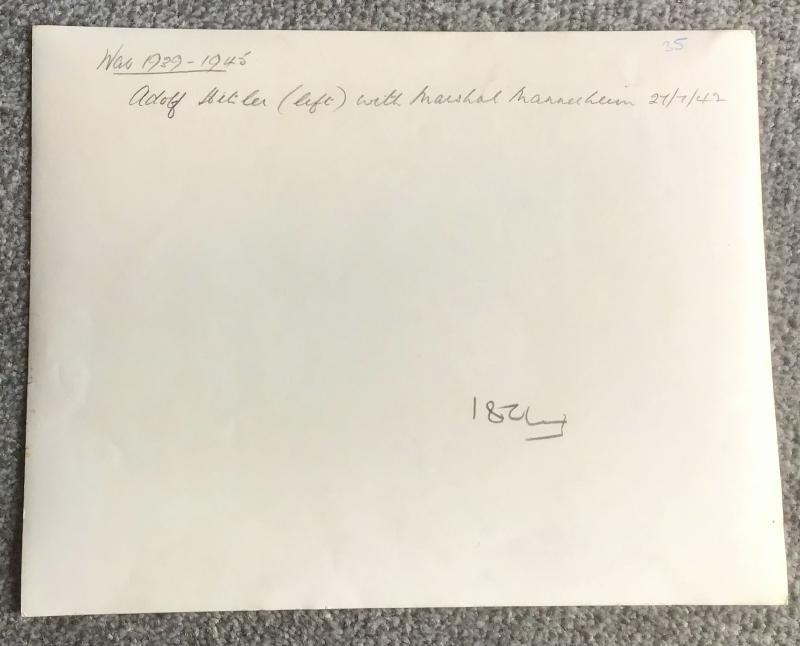 35
War 1939-1945
Adolf Hitler (left) with Marshal Mannerheim 27/7/42